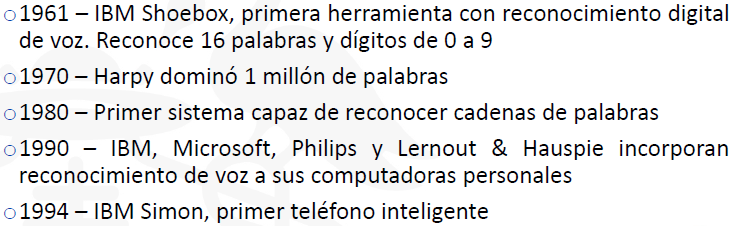 1961 – IBM Shoebox, primera herramienta con reconocimiento digital
de voz. Reconoce 16 palabras y dígitos de 0 a 9
1970 – Harpy dominó 1 millón de palabras
1980 – Primer sistema capaz de reconocer cadenas de palabras
1990 – IBM, Microsoft, Philips y Lernout & Hauspie incorporan
reconocimiento de voz a sus computadoras personales
1994 – IBM Simon, primer teléfono inteligente